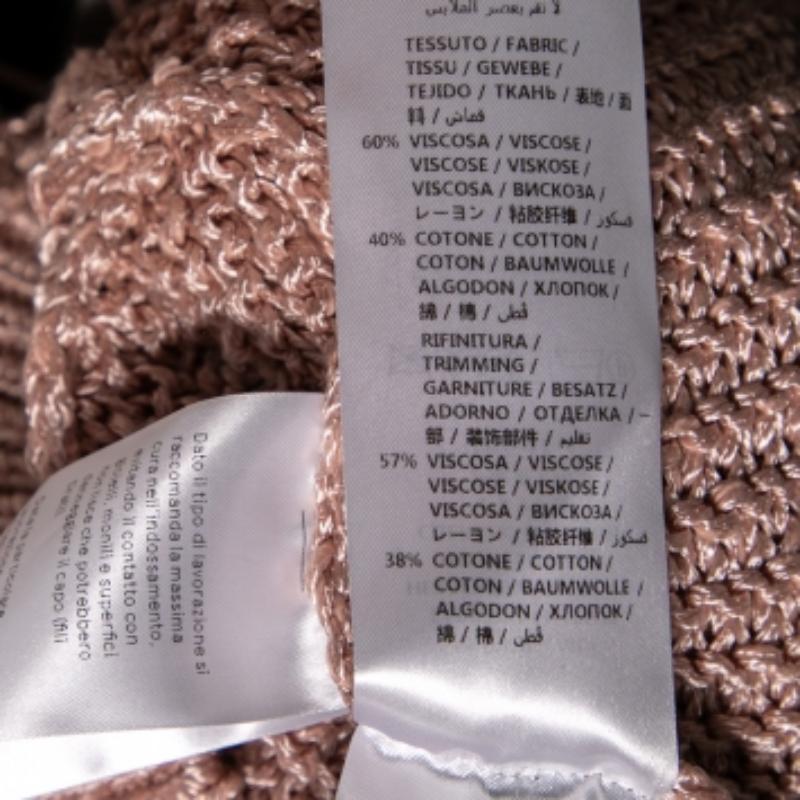 لا تقم بعصر الملابس
TESSUTO / FABRIC /
TISSU / GEWEBE /
TEJIDO / ТКАНЬ / 表地 / 面
料 / قماش
60% VISCOSA / VISCOSE /
VISCOSE / VISKOSE /
VISCOSA / ВИСКОЗА /
レーヨン / 粘胶纤维 / فسكوز
40% COTONE / COTTON /
COTON / BAUMWOLLE /
ALGODON / ХЛОПОК /
綿 / 棉 / قطن
RIFINITURA /
TRIMMING /
GARNITURE / BESATZ /
ADORNO / ОТДЕЛКА / 一
部 / 装饰部件 / تقليم
57% VISCOSA / VISCOSE /
VISCOSE / VISKOSE /
VISCOSA / ВИСКОЗА /
レーヨン / 粘胶纤维 / فسكوز
38% COTONE / COTTON /
COTON / BAUMWOLLE /
ALGODON / ХЛОПОК /
綿 / 棉 / قطن
Dato il tipo di lavorazione si
raccomanda la massima
cura nell'indossamento,
evitando il contatto con
monili e superfici
che potrebbero
il capo (fili